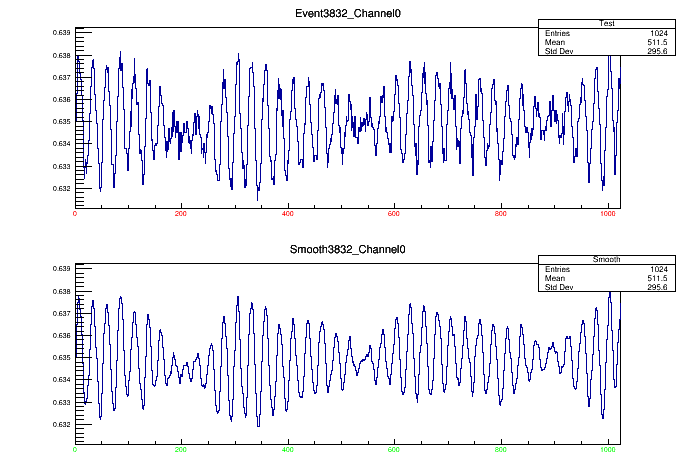 Event3832_Channel0
Test
Entries 1024
Mean 511.5
Std Dev 295.6
0.639
0.638
0.637
0.636
0.635
0.634
0.633
0.632
0 200 400 600 800 1000
Smooth3832_Channel0
Smooth
Entries 1024
Mean 511.5
Std Dev 295.6
0.639
0.638
0.637
0.636
0.635
0.634
0.633
0.632
0 200 400 600 800 1000